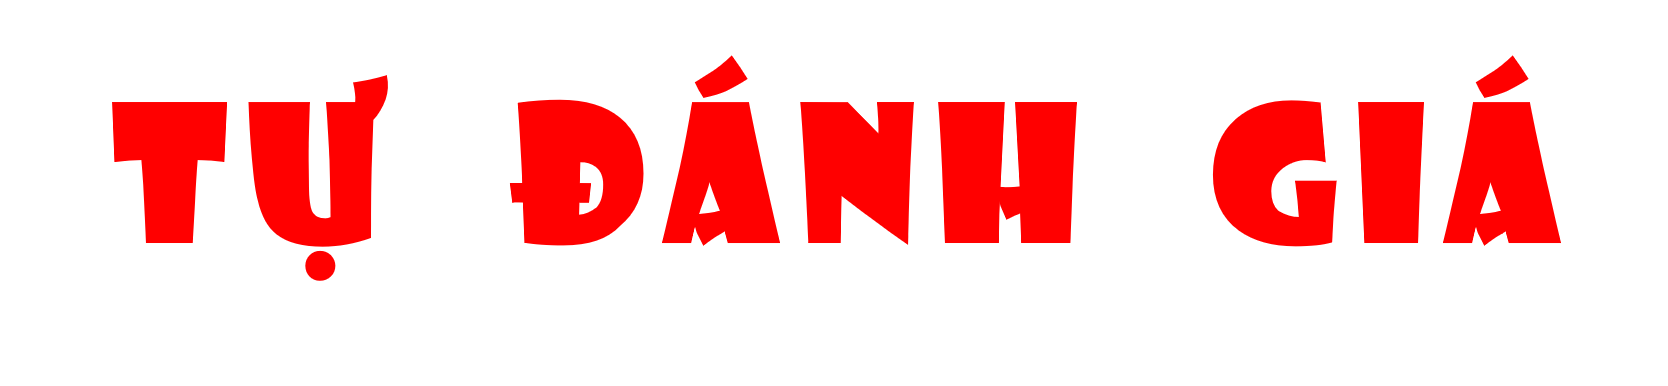 TỰ ĐÁNH GIÁ